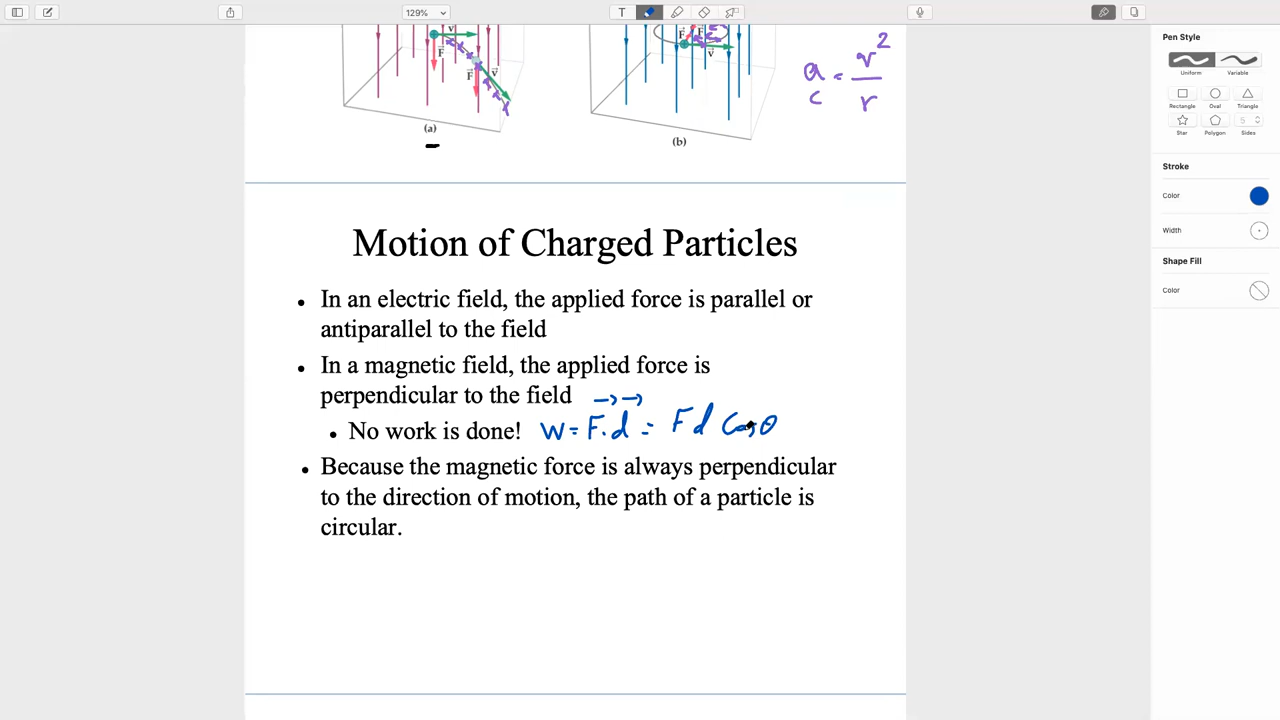 129%
T
v
F
F
v
(a)
F
F
v
(b)
a c = v² / r
Motion of Charged Particles
• In an electric field, the applied force is parallel or
antiparallel to the field
• In a magnetic field, the applied force is
perpendicular to the field
• No work is done! W = F⃗.d⃗ = Fd Cosθ
• Because the magnetic force is always perpendicular
to the direction of motion, the path of a particle is
circular.
Pen Style
Uniform Variable
Rectangle Oval Triangle
5
Star Polygon Sides
Stroke
Color
Width
Shape Fill
Color